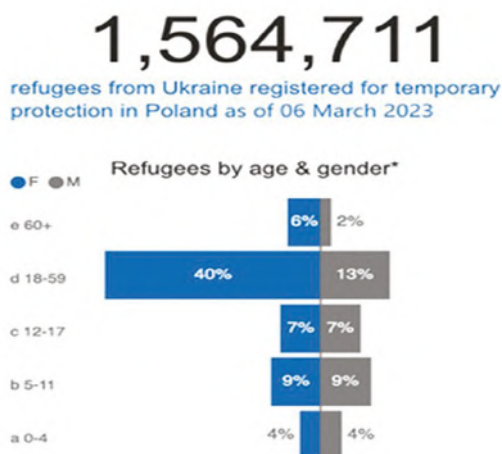 1,564,711
refugees from Ukraine registered for temporary
protection in Poland as of 06 March 2023
Refugees by age & gender*
F M
e 60+ 6% 2%
d 18-59 40% 13%
c 12-17 7% 7%
b 5-11 9% 9%
a 0-4 4% 4%